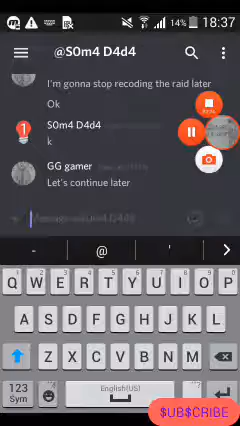 14% 18:37
@S0m4 D4d4
I'm gonna stop recoding the raid later
Ok
S0m4 D4d4
k
GG gamer
Let's continue later
- @ '
Q W E R T Y U I O P
A S D F G H J K L
Z X C V B N M
123 Sym English(US)
$UB$CRIBE